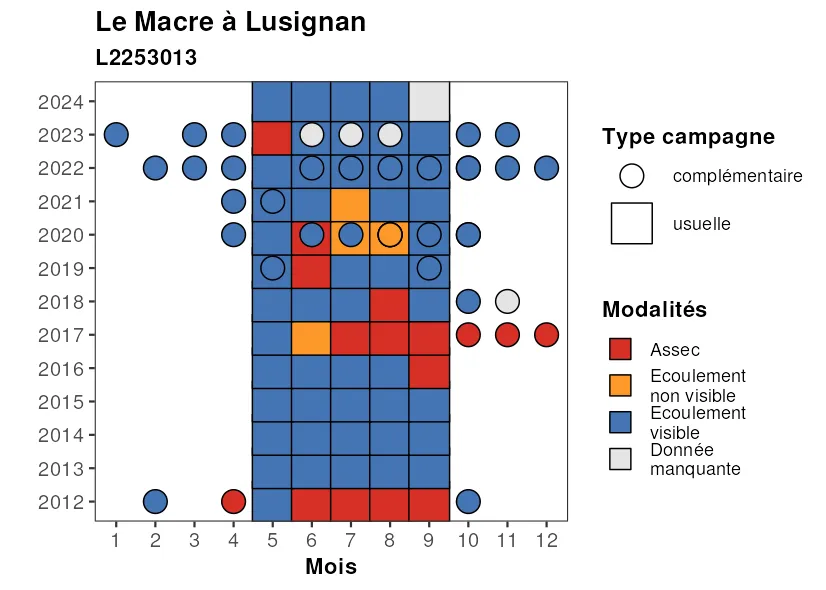 Le Macre à Lusignan
L2253013
2024
2023
2022
2021
2020
2019
2018
2017
2016
2015
2014
2013
2012
1 2 3 4 5 6 7 8 9 10 11 12
Mois
Type campagne
complémentaire
usuelle
Modalités
Assec
Ecoulement
non visible
Ecoulement
visible
Donnée
manquante